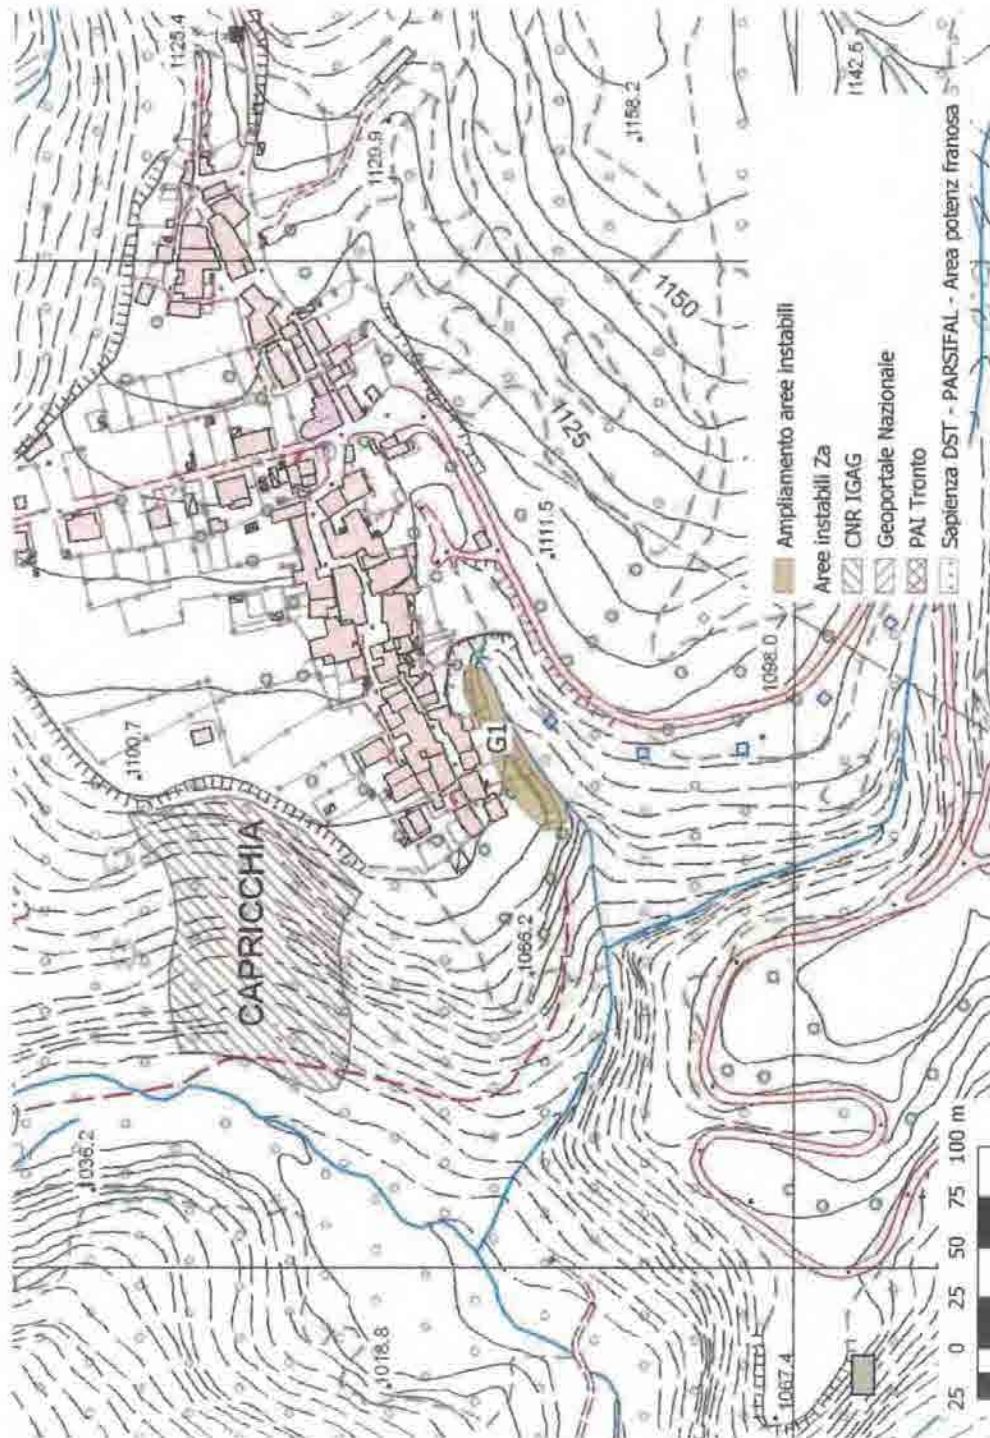 1125.4
1120.9
1158.2
1142.5
1150
1125
1111.5
1098.0
1100.7
CAPRICCHIA
G1
1066.2
1036.2
1018.8
1067.4
Ampliamento aree instabili
Aree instabili Za
CNR IGAG
Geoportale Nazionale
PAI Tronto
Sapienza DST - PARSIFAL - Area potenz franosa
25 0 25 50 75 100 m